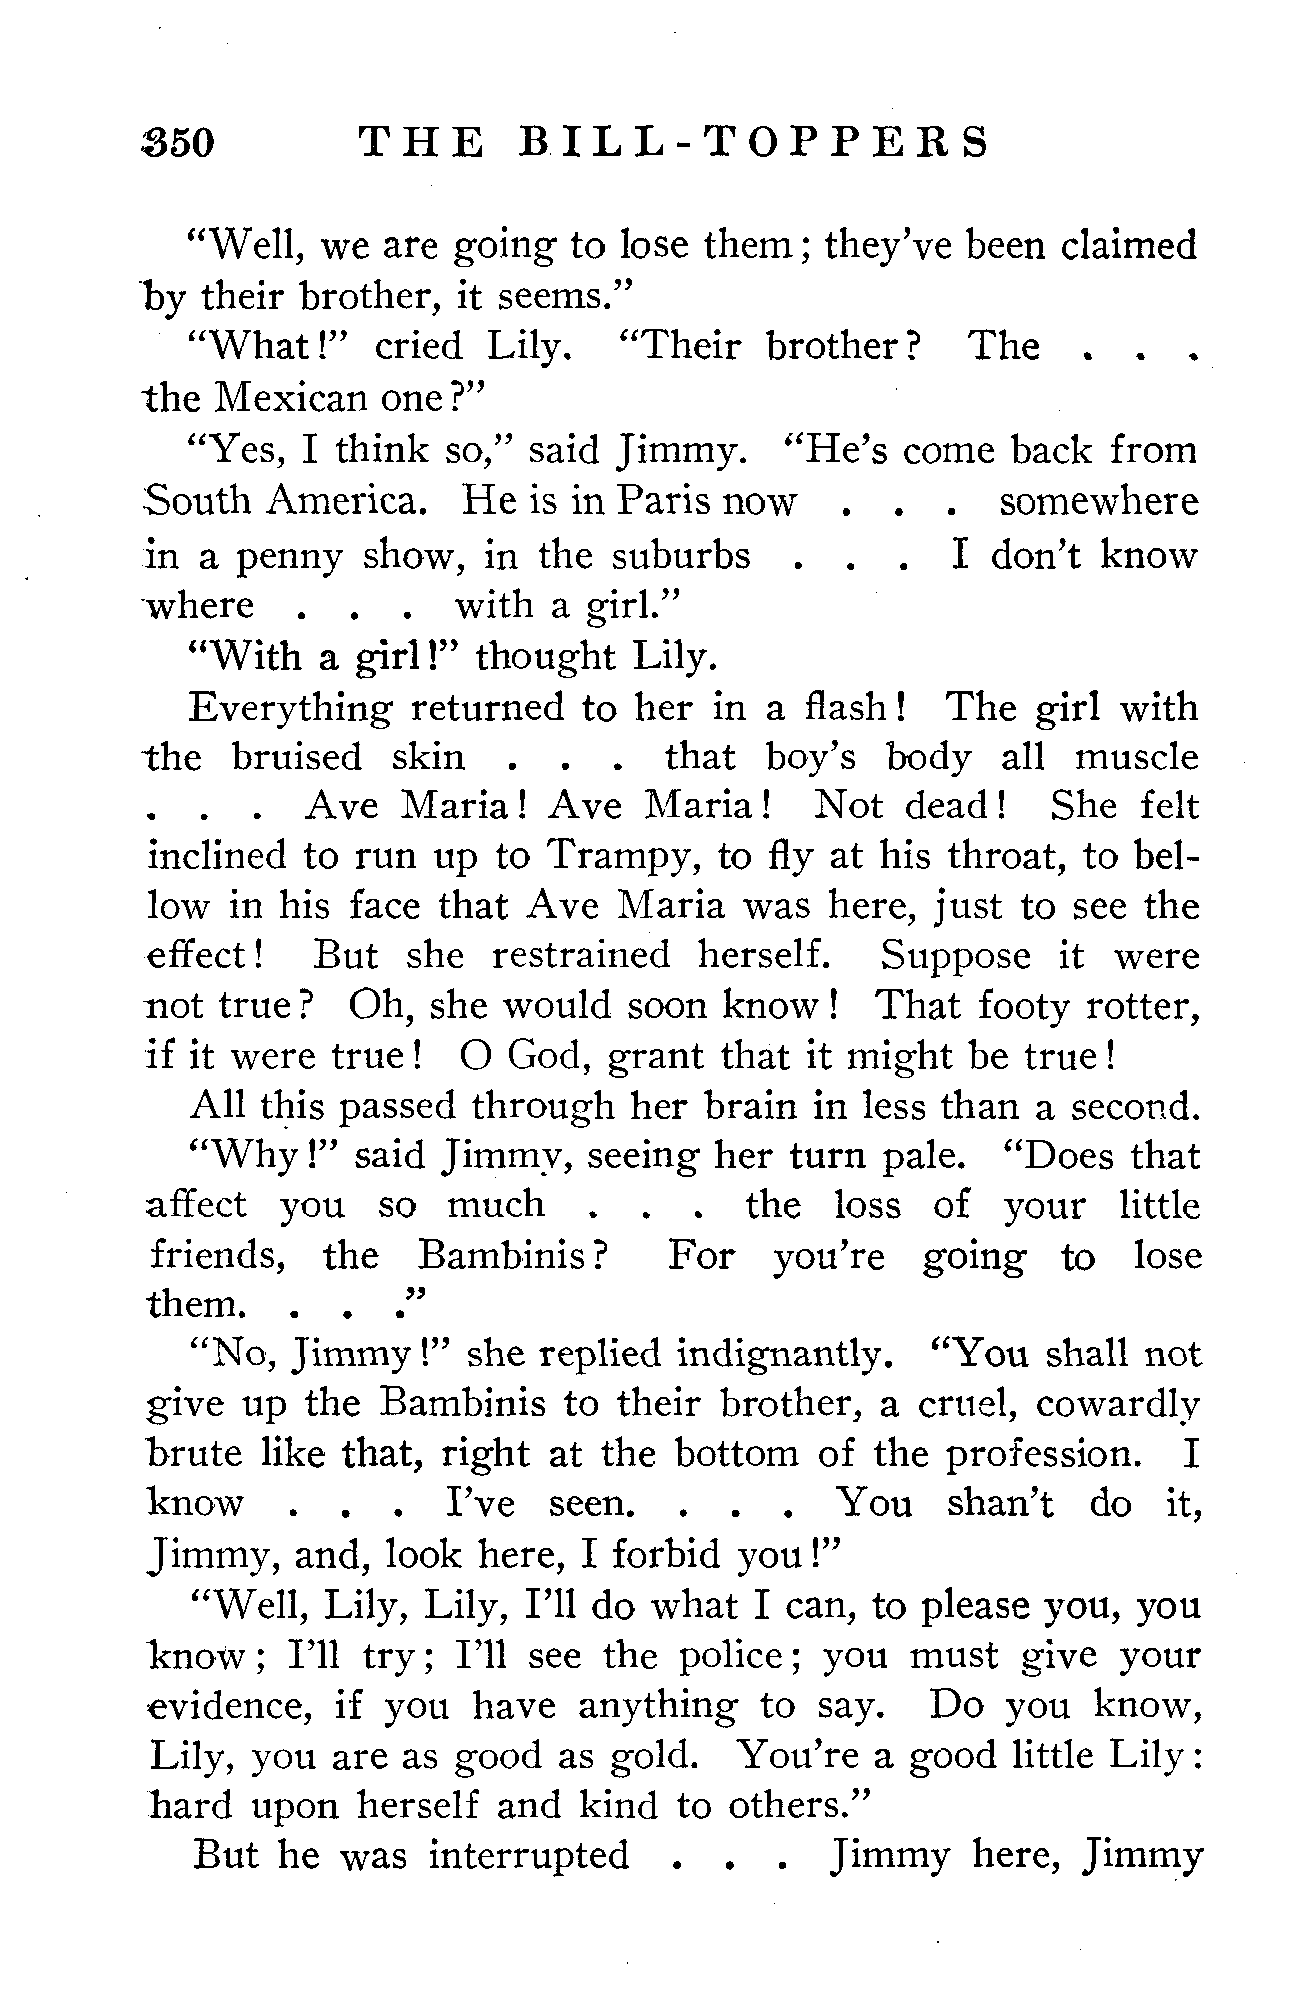 350 THE BILL-TOPPERS
"Well, we are going to lose them; they've been claimed
by their brother, it seems."
"What!" cried Lily. "Their brother? The . . .
the Mexican one?"
"Yes, I think so," said Jimmy. "He's come back from
South America. He is in Paris now . . . somewhere
in a penny show, in the suburbs . . . I don't know
where . . . with a girl."
"With a girl!" thought Lily.
Everything returned to her in a flash! The girl with
the bruised skin . . . that boy's body all muscle
. . . Ave Maria! Ave Maria! Not dead! She felt
inclined to run up to Trampy, to fly at his throat, to bel-
low in his face that Ave Maria was here, just to see the
effect! But she restrained herself. Suppose it were
not true? Oh, she would soon know! That footy rotter,
if it were true! O God, grant that it might be true!
All this passed through her brain in less than a second.
"Why!" said Jimmy, seeing her turn pale. "Does that
affect you so much . . . the loss of your little
friends, the Bambinis? For you're going to lose
them. . . ."
"No, Jimmy!" she replied indignantly. "You shall not
give up the Bambinis to their brother, a cruel, cowardly
brute like that, right at the bottom of the profession. I
know . . . I've seen. . . . You shan't do it,
Jimmy, and, look here, I forbid you!"
"Well, Lily, Lily, I'll do what I can, to please you, you
know; I'll try; I'll see the police; you must give your
evidence, if you have anything to say. Do you know,
Lily, you are as good as gold. You're a good little Lily:
hard upon herself and kind to others."
But he was interrupted . . . Jimmy here, Jimmy